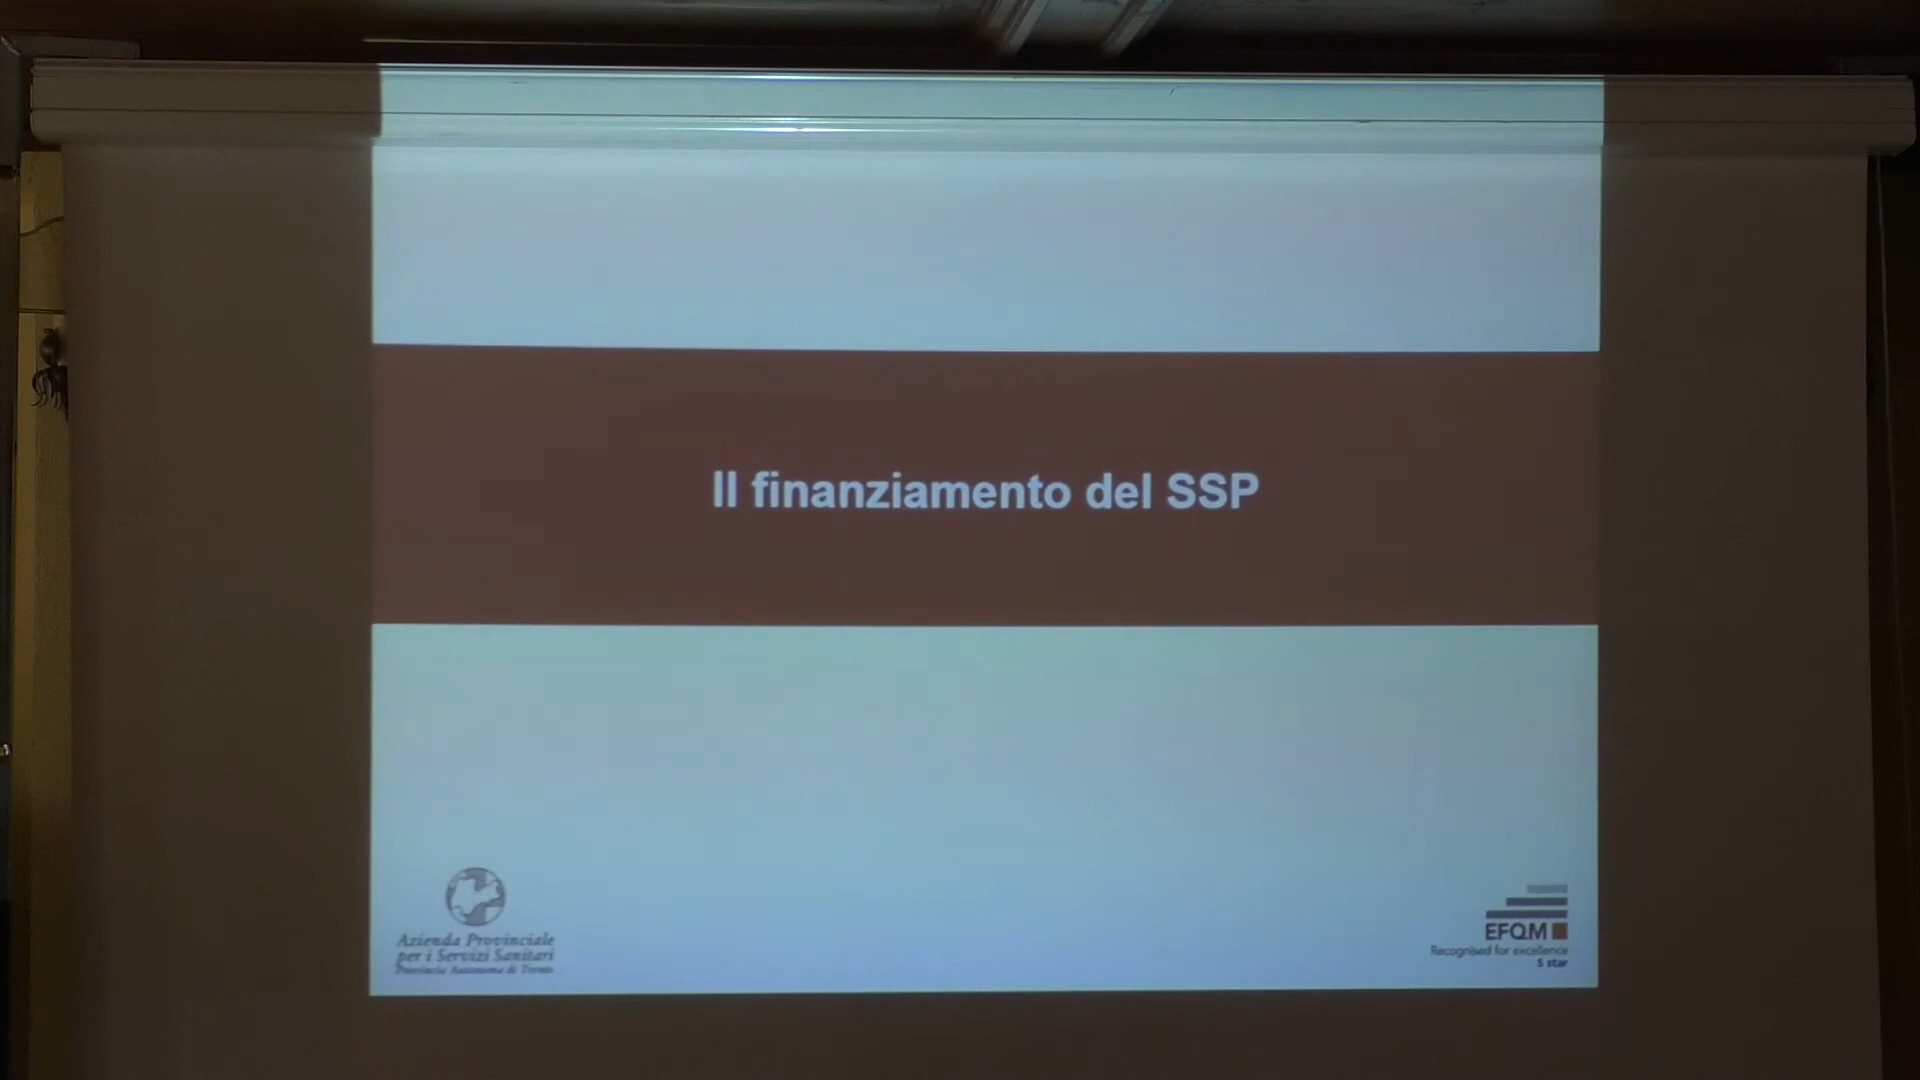 Il finanziamento del SSP
Azienda Provinciale
per i Servizi Sanitari
Provincia Autonoma di Trento
EFQM
Recognised for excellence
5 star